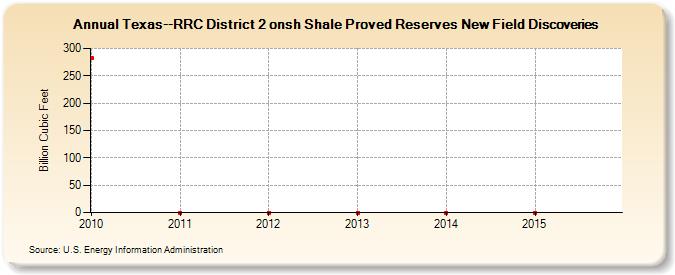 Annual Texas--RRC District 2 onsh Shale Proved Reserves New Field Discoveries
Billion Cubic Feet
300
250
200
150
100
50
0
2010 2011 2012 2013 2014 2015
Source: U.S. Energy Information Administration